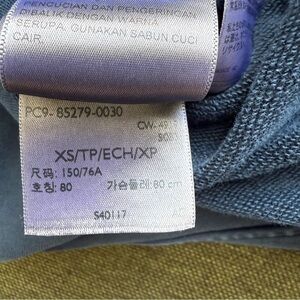 PENCUCIAN DAN PENGERINGAN
DIBALIK DENGAN WARNA
SERUPA. GUNAKAN SABUN CUCI
CAIR.
PC9- 85279-0030
XS/TP/ECH/XP
尺码: 150/76A
호칭: 80 가슴둘레: 80 cm
S40117